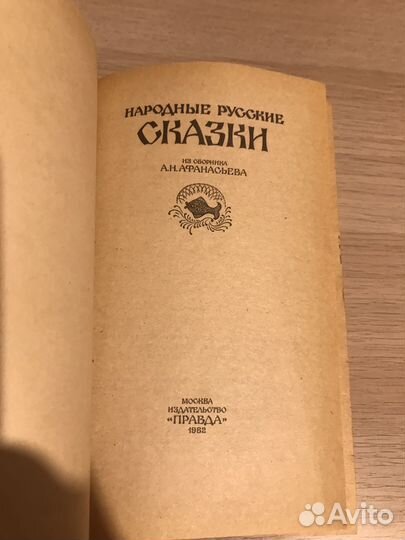 НАРОДНЫЕ РУССКИЕ
СКАЗКИ
ИЗ СБОРНИКА
А.Н.АФАНАСЬЕВА
МОСКВА
ИЗДАТЕЛЬСТВО
«ПРАВДА»
1982
Avito